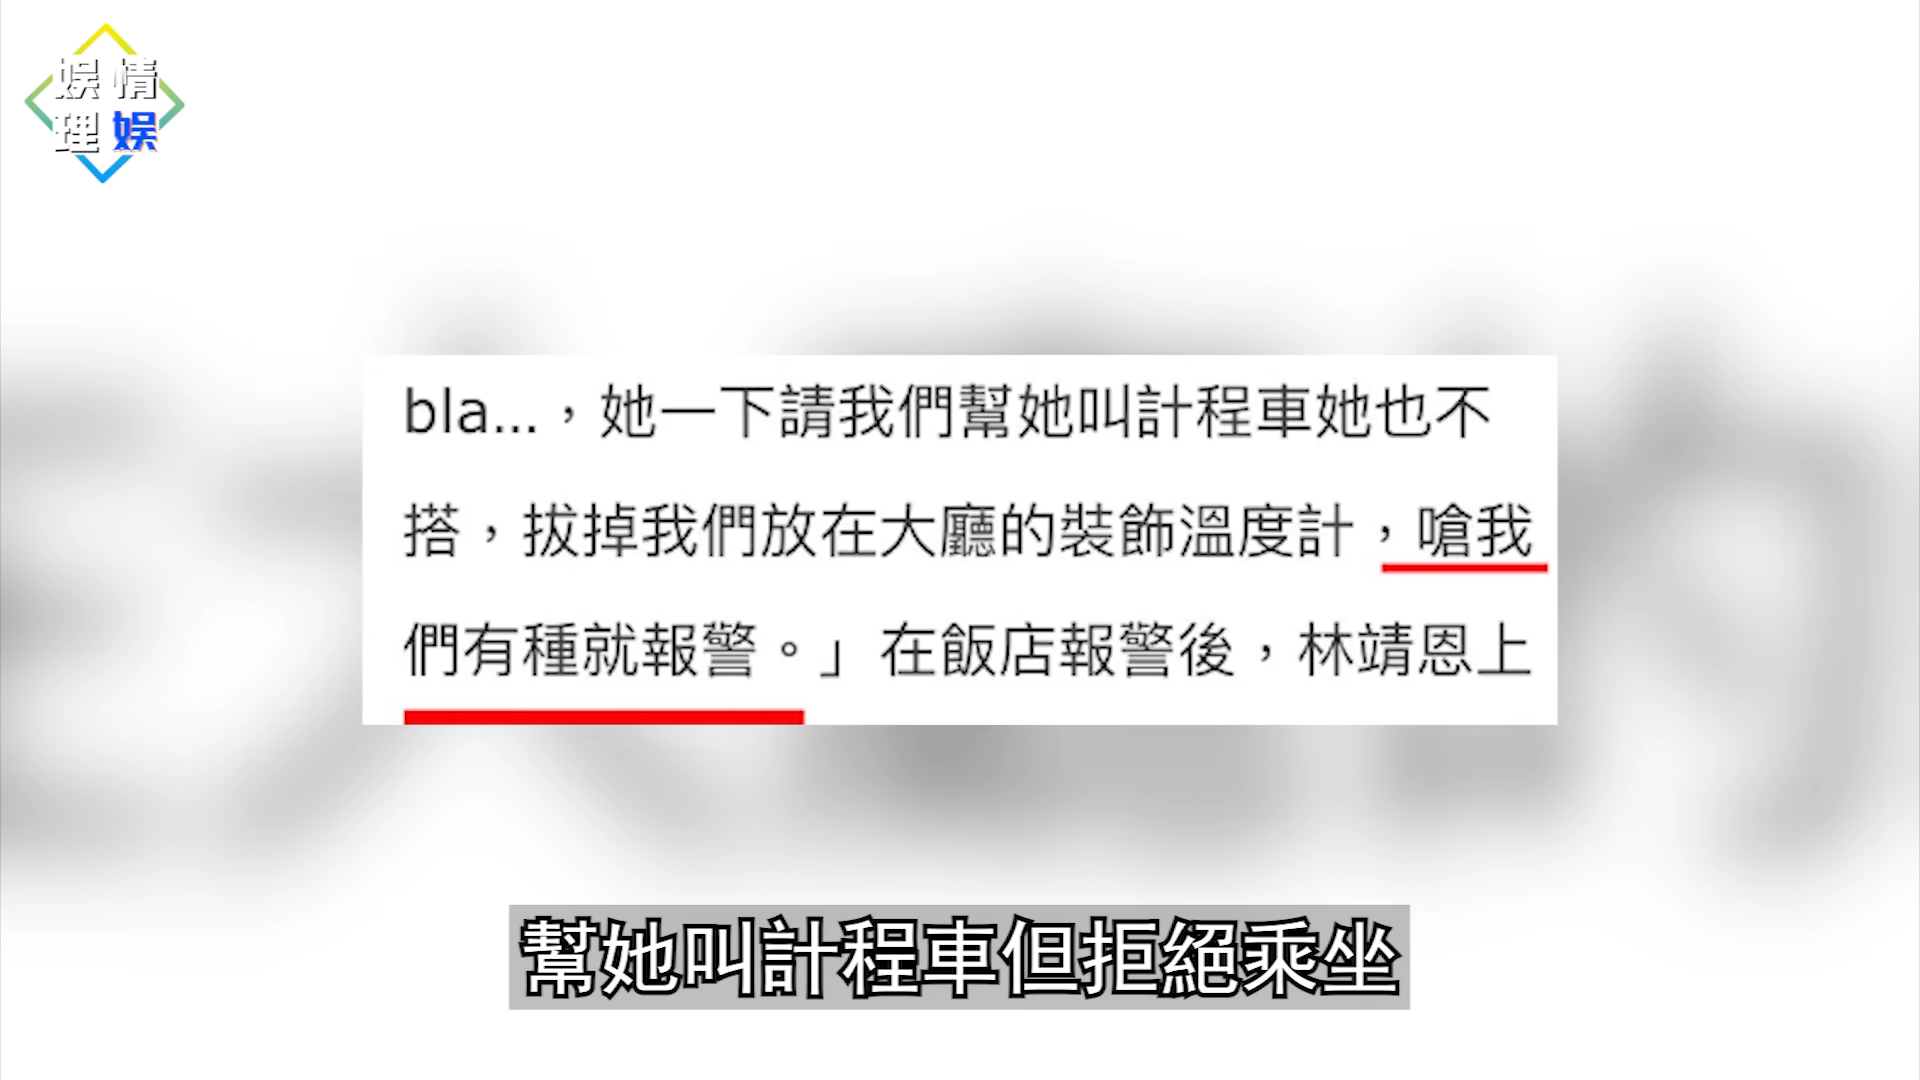 娱情
理娱
bla...，她一下請我們幫她叫計程車她也不
搭，拔掉我們放在大廳的裝飾溫度計，嗆我
們有種就報警。」在飯店報警後，林靖恩上
幫她叫計程車但拒絕乘坐